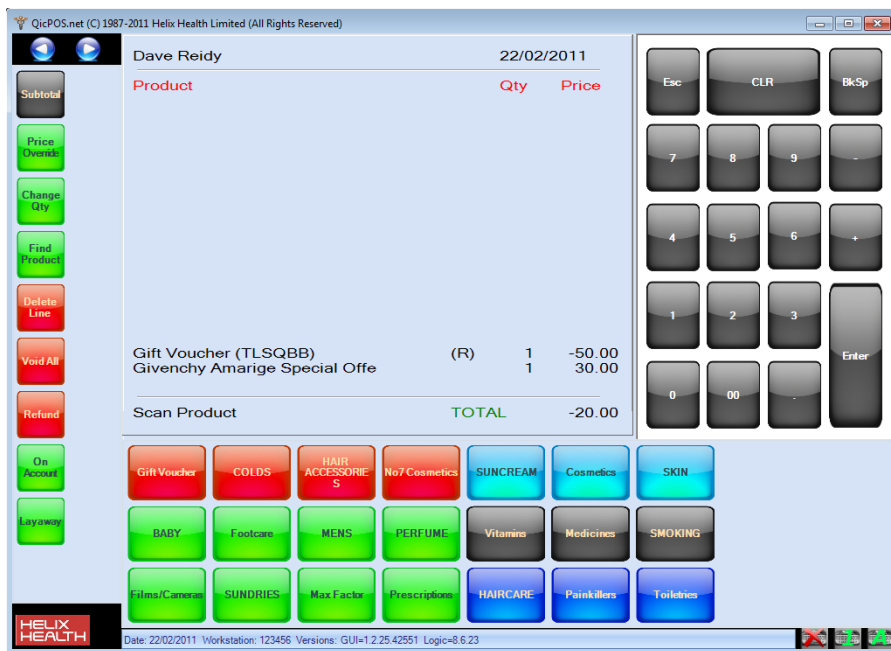 QicPOS.net (C) 1987-2011 Helix Health Limited (All Rights Reserved)
Subtotal
Price
Override
Change
Qty
Find
Product
Delete
Line
Void All
Refund
On
Account
Layaway
HELIX
HEALTH
Dave Reidy 22/02/2011
Product Qty Price
Gift Voucher (TLSQBB) (R) 1 -50.00
Givenchy Amarige Special Offe 1 30.00
Scan Product TOTAL -20.00
Esc CLR BkSp
7 8 9 -
4 5 6 +
1 2 3
Enter
0 00 .
Gift Voucher COLDS HAIR
ACCESSORIE
S No7 Cosmetics SUNCREAM Cosmetics SKIN
BABY Footcare MENS PERFUME Vitamins Medicines SMOKING
Films/Cameras SUNDRIES Max Factor Prescriptions HAIRCARE Painkillers Toiletries
Date: 22/02/2011 Workstation: 123456 Versions: GUI=1.2.25.42551 Logic=8.6.23